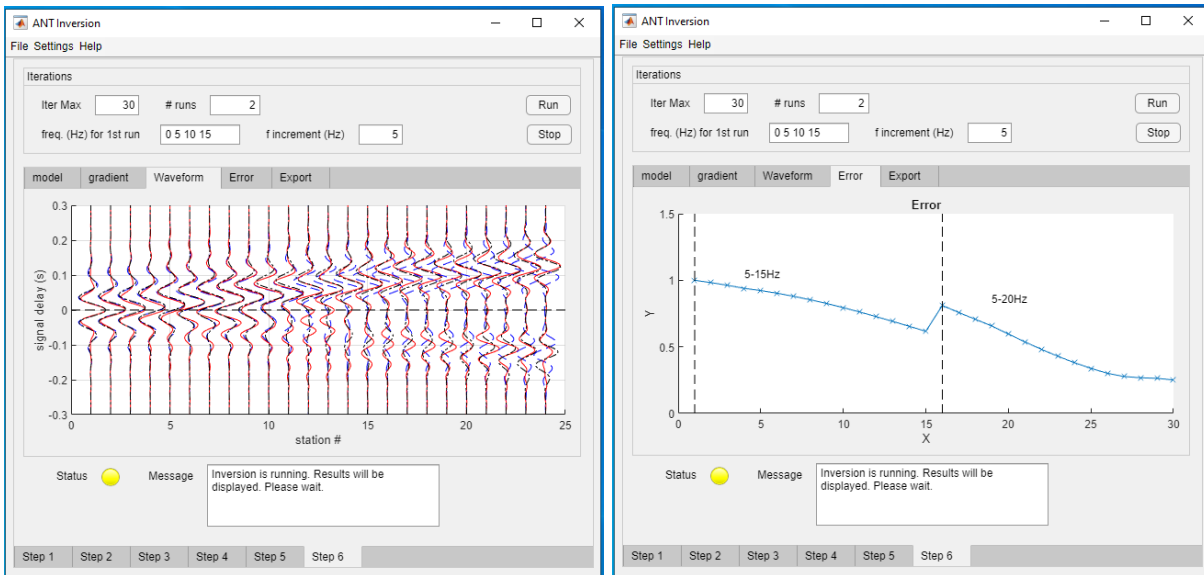 ANT Inversion
File Settings Help
Iterations
Iter Max 30 # runs 2 Run
freq. (Hz) for 1st run 0 5 10 15 f increment (Hz) 5 Stop
model gradient Waveform Error Export
0.3
0.2
0.1
0
-0.1
-0.2
-0.3
signal delay (s)
0 5 10 15 20 25
station #
Status Message Inversion is running. Results will be
displayed. Please wait.
Step 1 Step 2 Step 3 Step 4 Step 5 Step 6
ANT Inversion
File Settings Help
Iterations
Iter Max 30 # runs 2 Run
freq. (Hz) for 1st run 0 5 10 15 f increment (Hz) 5 Stop
model gradient Waveform Error Export
Error
1.5
1
0.5
0
Y
5-15Hz
5-20Hz
0 5 10 15 20 25 30
X
Status Message Inversion is running. Results will be
displayed. Please wait.
Step 1 Step 2 Step 3 Step 4 Step 5 Step 6